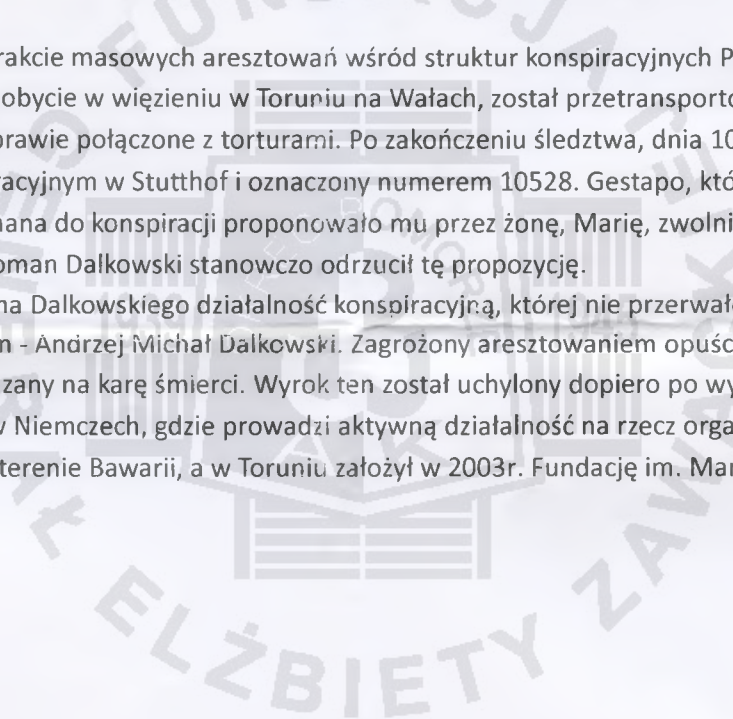 rakcie masowych aresztowań wśród struktur konspiracyjnych P
obycie w więzieniu w Toruniu na Wałach, został przetransporto
prawie połączone z torturami. Po zakończeniu śledztwa, dnia 10
racyjnym w Stutthof i oznaczony numerem 10528. Gestapo, któ
nana do konspiracji proponowało mu przez żonę, Marię, zwolni
oman Dalkowski stanowczo odrzucił tę propozycję.
na Dalkowskiego działalność konspiracyjną, której nie przerwał
n - Andrzej Michał Dalkowski. Zagrożony aresztowaniem opuśc
zany na karę śmierci. Wyrok ten został uchylony dopiero po wy
w Niemczech, gdzie prowadzi aktywną działalność na rzecz orga
terenie Bawarii, a w Toruniu założył w 2003r. Fundację im. Mar
FUNDACJA
ELŻBIETY ZAWACKIEJ
AK